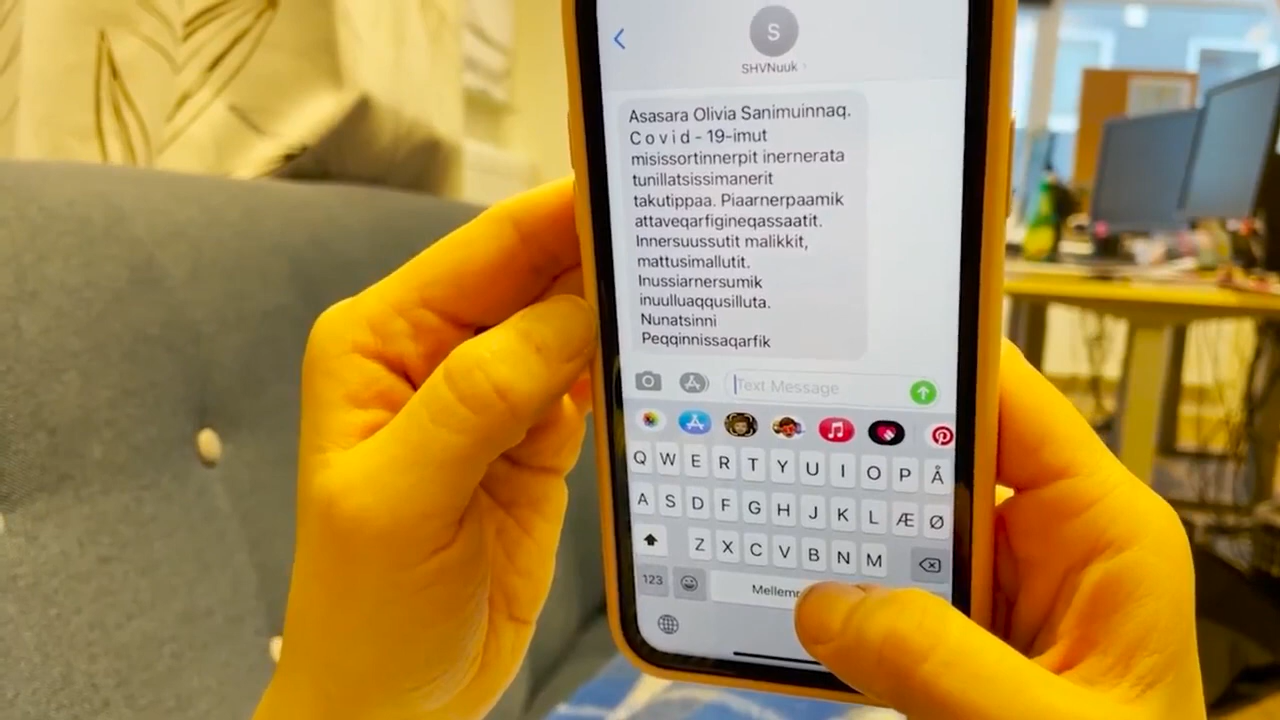 S
SHVNuuk
Asasara Olivia Sanimuinnaq.
Covid-19-imut
misissortinnerpit inernerata
tunillatsissimanerit
takutippaa. Piaarnerpaamik
attaveqarfigineqassaatit.
Innersuussutit malikkit,
mattusimallutit.
Inussiarnersumik
inuulluaqqusilluta.
Nunatsinni
Peqqinnissaqarfik
Text Message
Q W E R T Y U I O P Å
A S D F G H J K L Æ Ø
Z X C V B N M
123